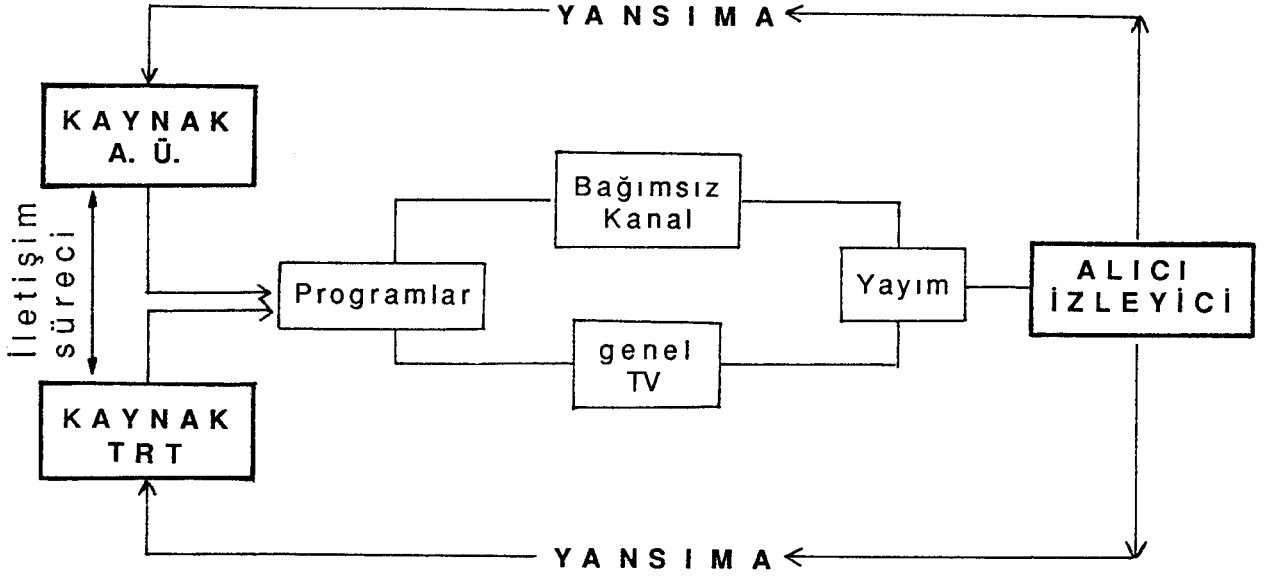 YANSIMA
KAYNAK
A. Ü.
Bağımsız
Kanal
İletişim
süreci
Programlar
Yayım
ALICI
İZLEYİCİ
genel
TV
KAYNAK
TRT
YANSIMA